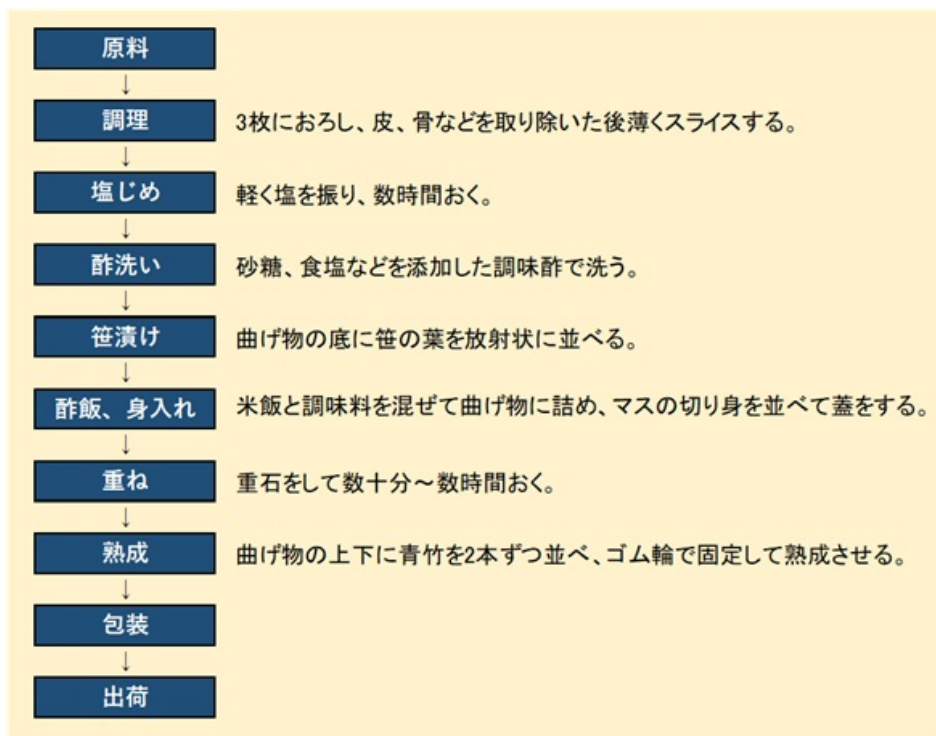 原料
↓
調理 3枚におろし、皮、骨などを取り除いた後薄くスライスする。
↓
塩じめ 軽く塩を振り、数時間おく。
↓
酢洗い 砂糖、食塩などを添加した調味酢で洗う。
↓
笹漬け 曲げ物の底に笹の葉を放射状に並べる。
↓
酢飯、身入れ 米飯と調味料を混ぜて曲げ物に詰め、マスの切り身を並べて蓋をする。
↓
重ね 重石をして数十分～数時間おく。
↓
熟成 曲げ物の上下に青竹を2本ずつ並べ、ゴム輪で固定して熟成させる。
↓
包装
↓
出荷